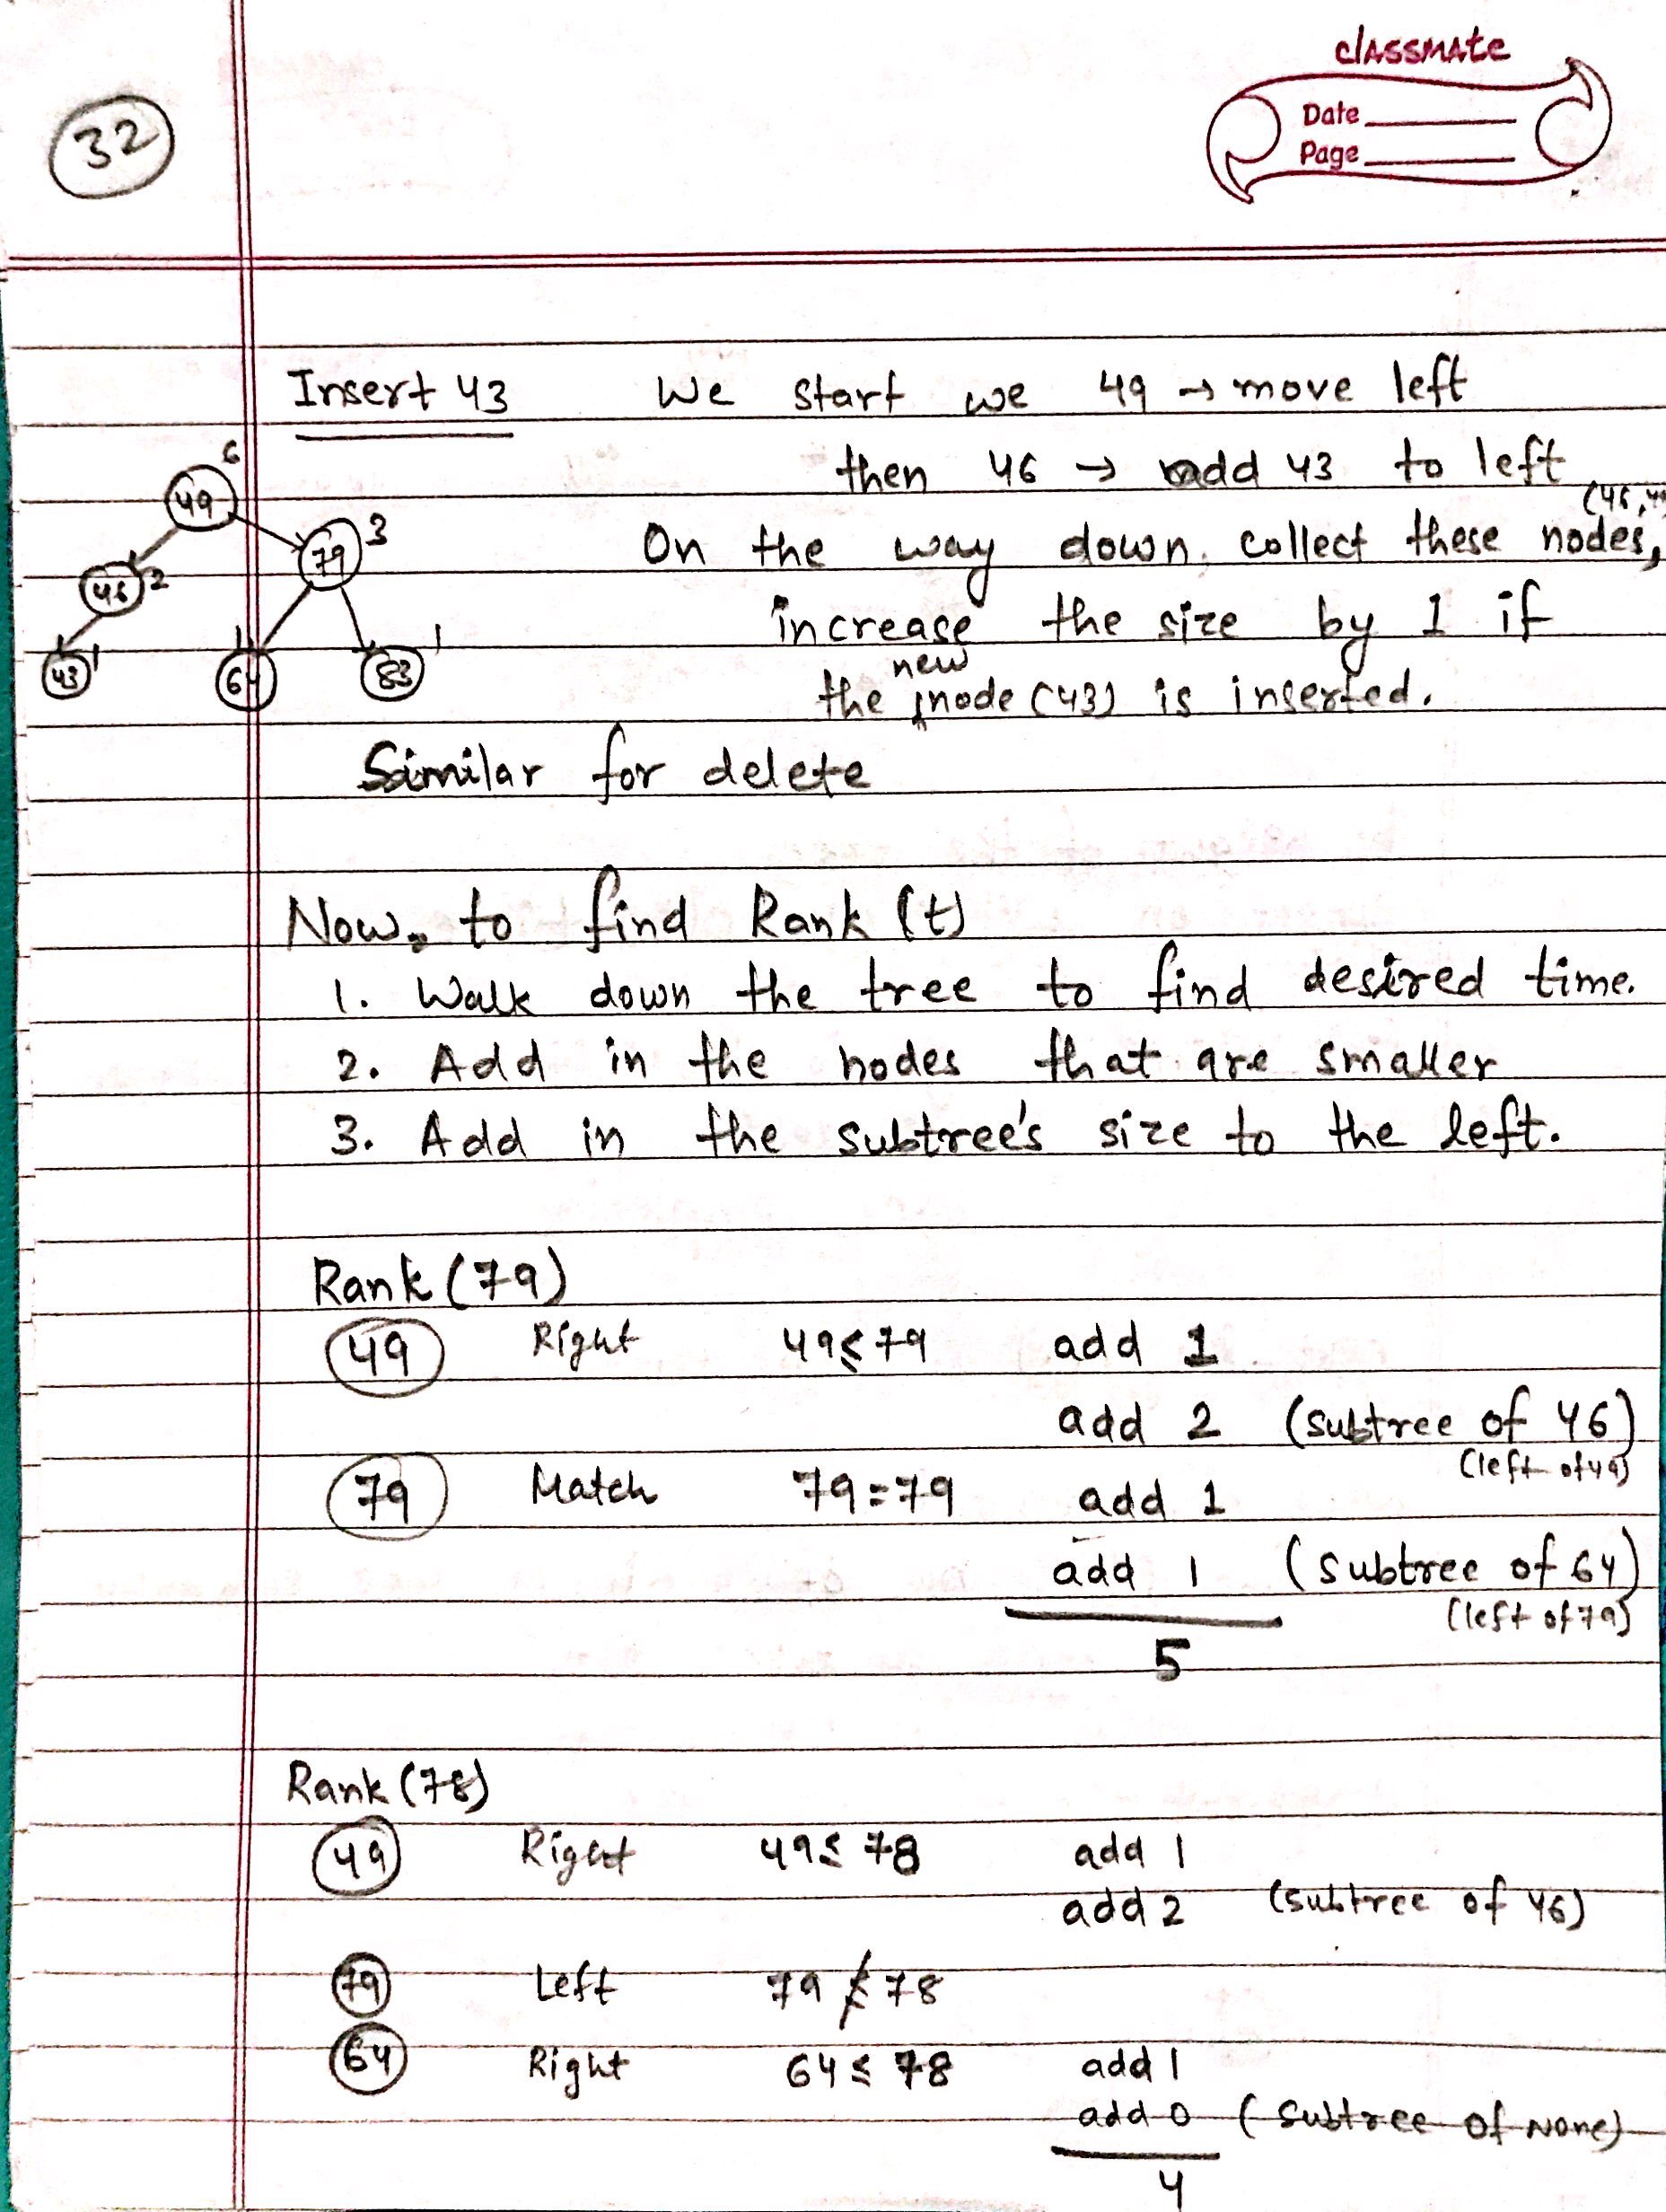 classmate
Date
Page
32
Insert 43 We start we 49 → move left
then 46 → add 43 to left
On the way down, collect these nodes,
increase the size by 1 if
the new node (43) is inserted.
6
49
79 3
46 2
43 1
1 64
83 1
Similar for delete
Now, to find Rank (t)
1. Walk down the tree to find desired time.
2. Add in the nodes that are smaller
3. Add in the subtree's size to the left.
Rank (79)
49 Right 49≤79 add 1
add 2 (subtree of 46)
(left of 49)
79 Match 79=79 add 1
add 1 (subtree of 64)
(left of 79)
5
Rank (78)
49 Right 49≤78 add 1
add 2 (subtree of 46)
79 Left 79≰78
64 Right 64≤78 add 1
add 0 (subtree of None)
4